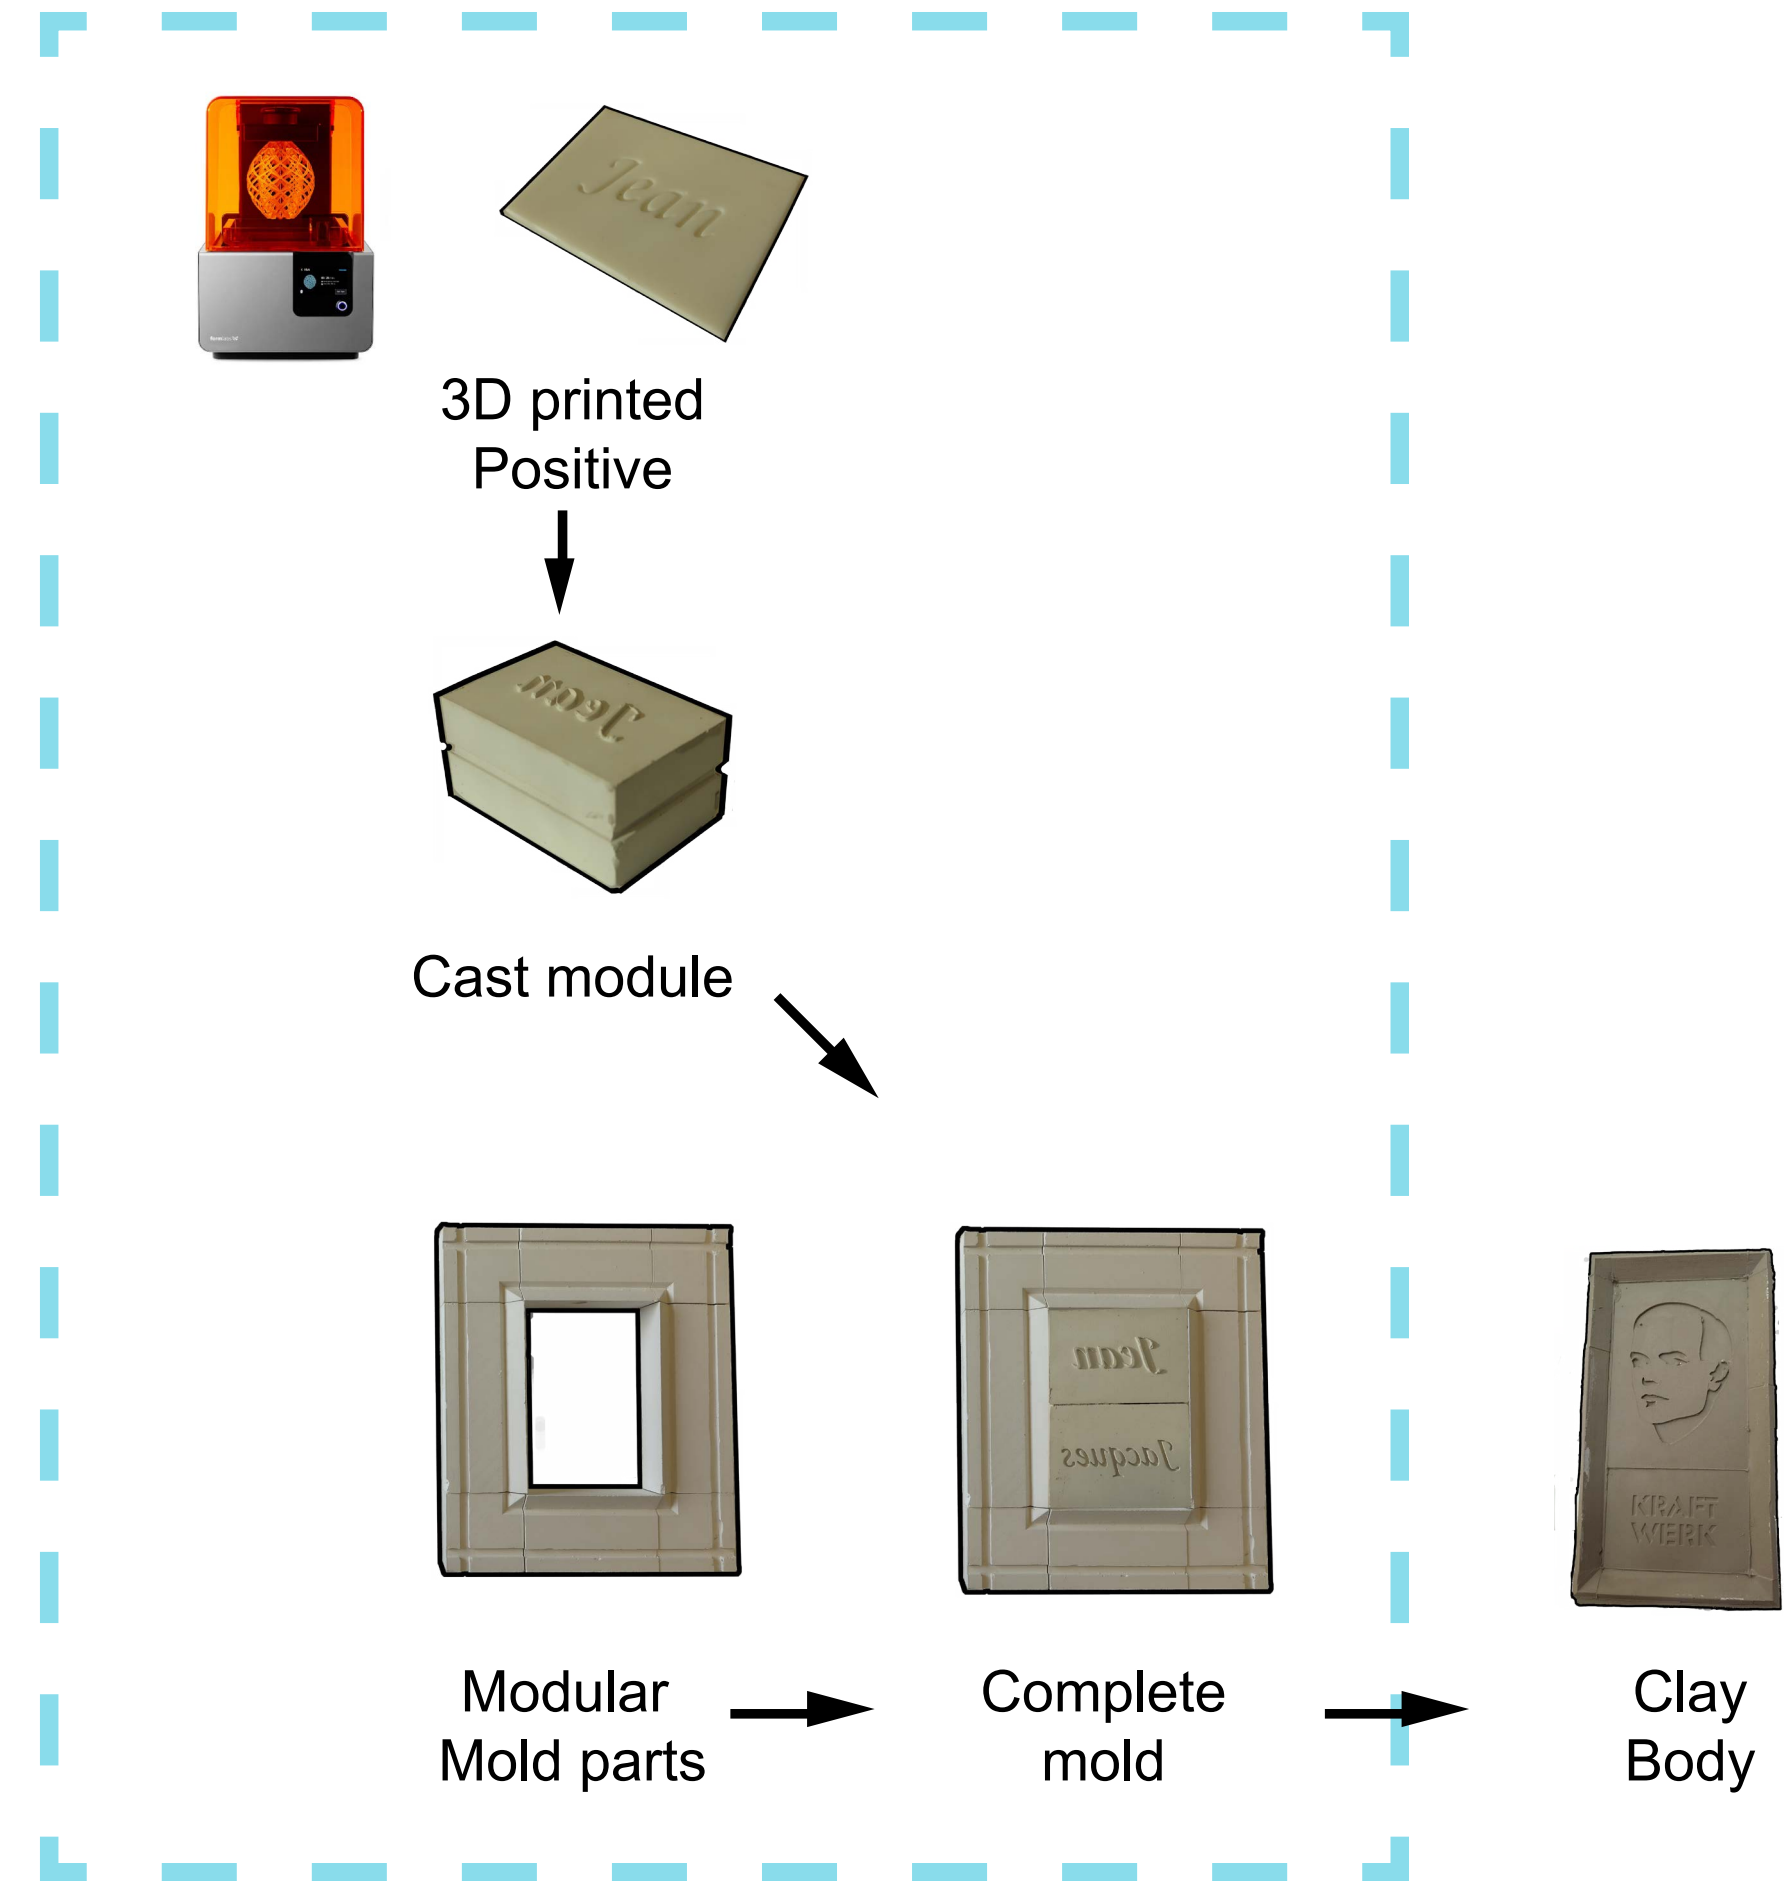 Jean
3D printed
Positive
Jean
Cast module
Jean
Jacques
KRAFT
WERK
Modular
Mold parts
Complete
mold
Clay
Body